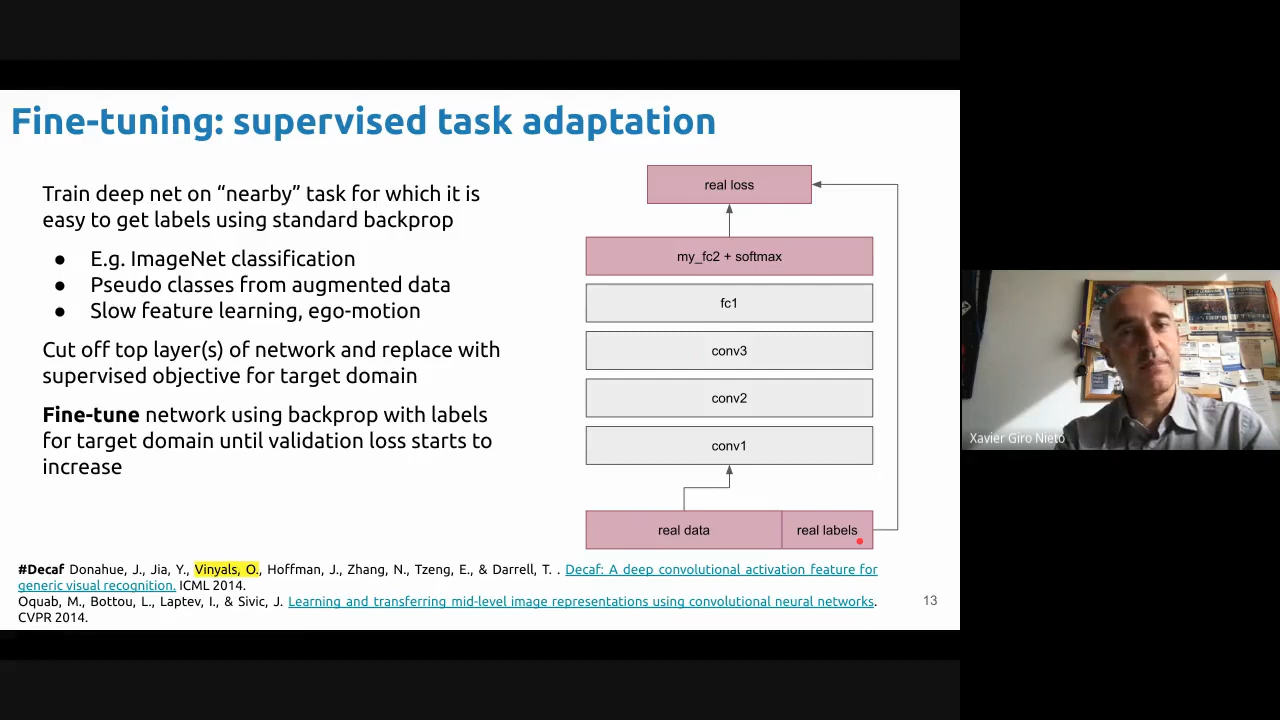 Fine-tuning: supervised task adaptation
Train deep net on “nearby” task for which it is
easy to get labels using standard backprop
● E.g. ImageNet classification
● Pseudo classes from augmented data
● Slow feature learning, ego-motion
Cut off top layer(s) of network and replace with
supervised objective for target domain
Fine-tune network using backprop with labels
for target domain until validation loss starts to
increase
real loss
my_fc2 + softmax
fc1
conv3
conv2
conv1
real data
real labels
#Decaf Donahue, J., Jia, Y., Vinyals, O., Hoffman, J., Zhang, N., Tzeng, E., & Darrell, T. . Decaf: A deep convolutional activation feature for
generic visual recognition. ICML 2014.
Oquab, M., Bottou, L., Laptev, I., & Sivic, J. Learning and transferring mid-level image representations using convolutional neural networks.
CVPR 2014.
13
Xavier Giro Nieto